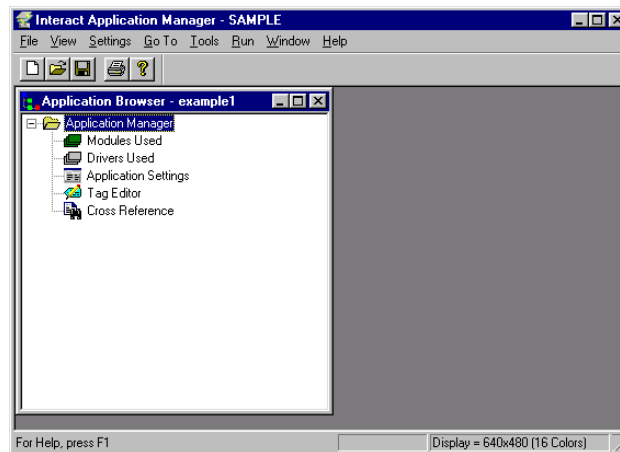 Interact Application Manager - SAMPLE
File View Settings Go To Tools Run Window Help
Application Browser - example1
Application Manager
Modules Used
Drivers Used
Application Settings
Tag Editor
Cross Reference
For Help, press F1
Display = 640x480 (16 Colors)